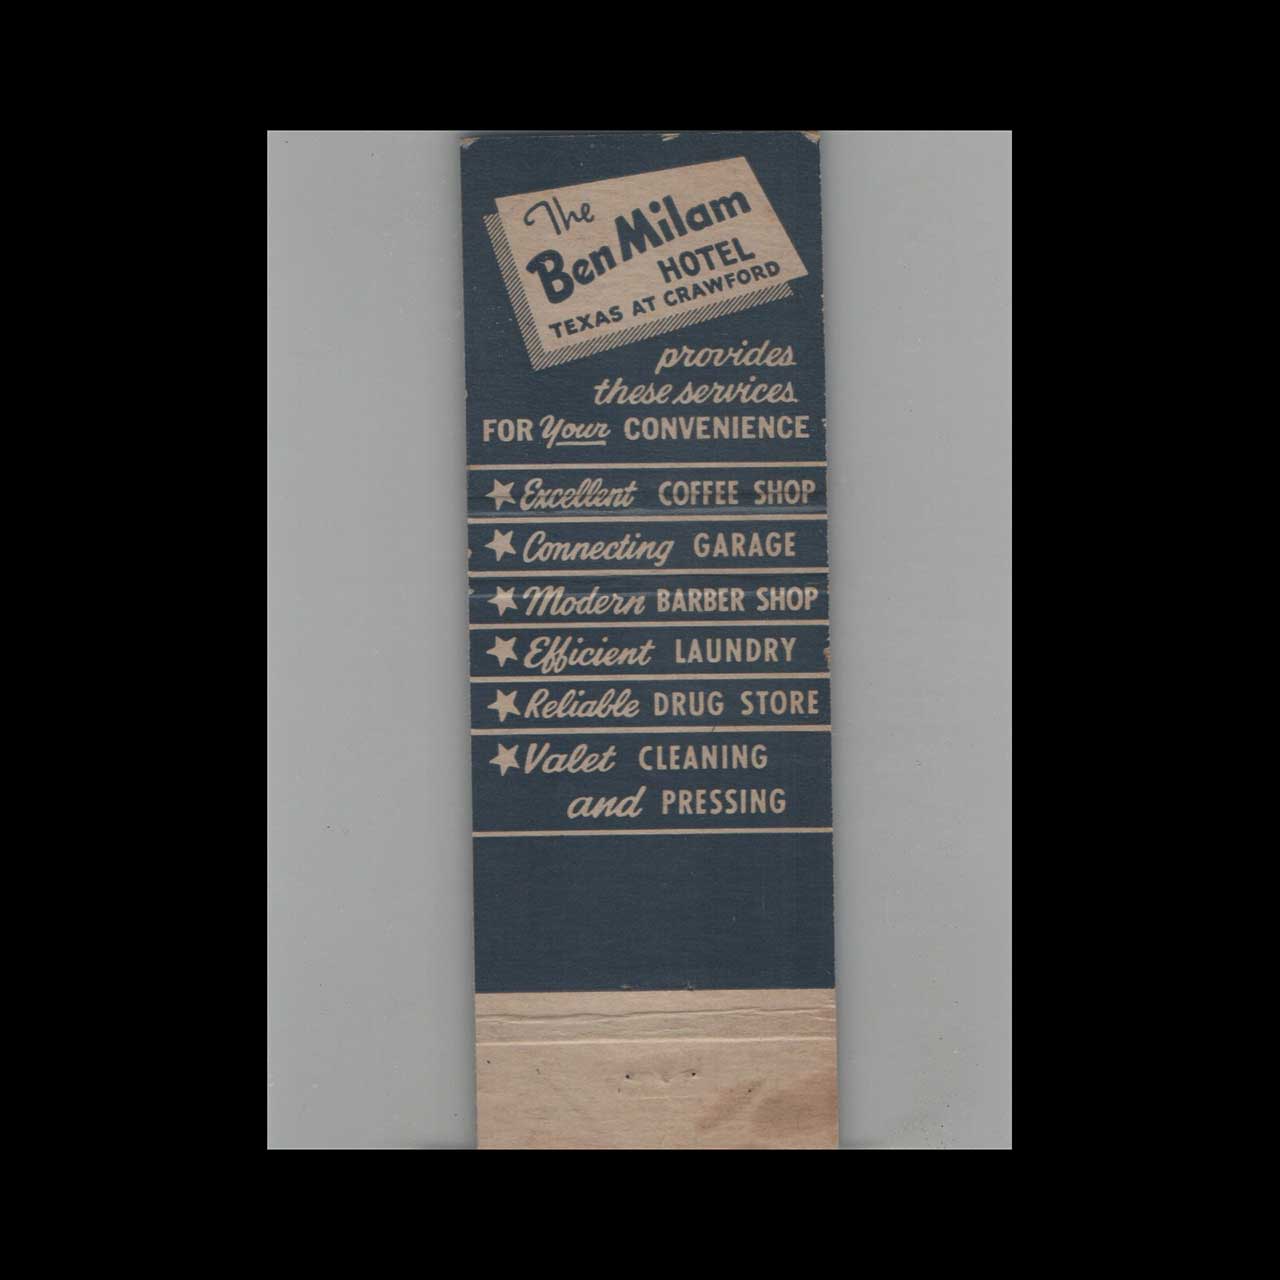 The
Ben Milam
HOTEL
TEXAS AT CRAWFORD
provides
these services
FOR Your CONVENIENCE
★ Excellent COFFEE SHOP
★ Connecting GARAGE
★ Modern BARBER SHOP
★ Efficient LAUNDRY
★ Reliable DRUG STORE
★ Valet CLEANING
and PRESSING